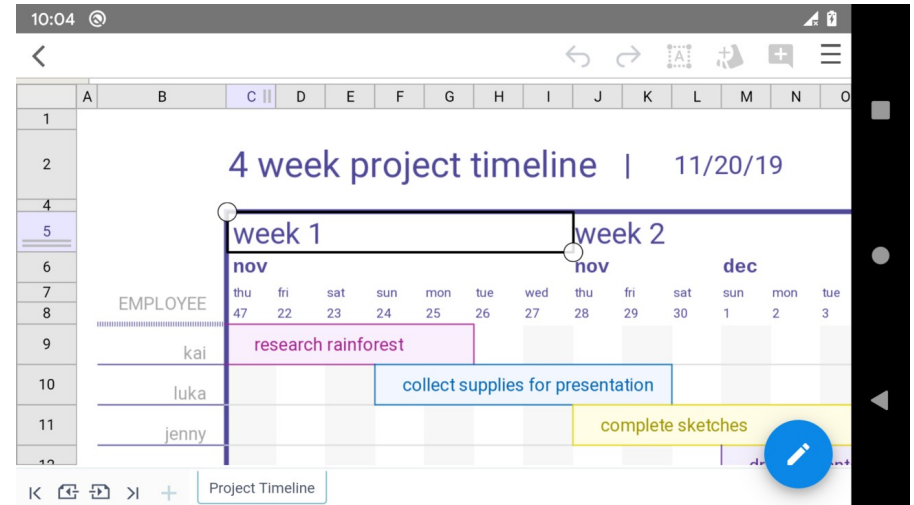 10:04
A B C D E F G H I J K L M N O
1
2 4 week project timeline | 11/20/19
4
5 week 1 week 2
6 nov nov dec
7 thu fri sat sun mon tue wed thu fri sat sun mon tue
EMPLOYEE
8 47 22 23 24 25 26 27 28 29 30 1 2 3
9 kai research rainforest
10 luka collect supplies for presentation
11 jenny complete sketches
Project Timeline